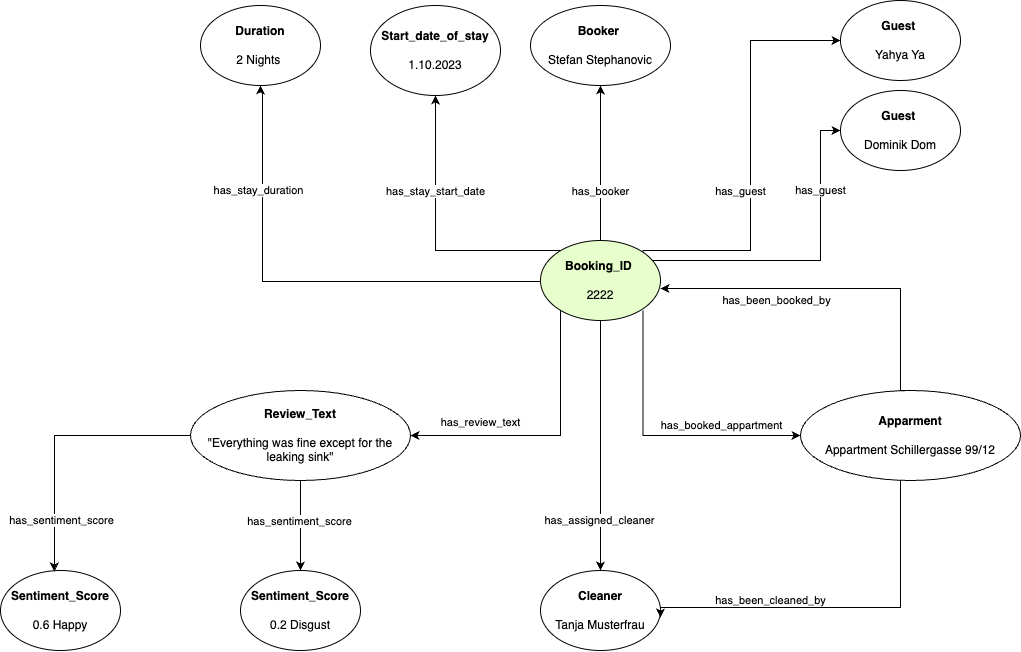 Duration
2 Nights
Start_date_of_stay
1.10.2023
Booker
Stefan Stephanovic
Guest
Yahya Ya
Guest
Dominik Dom
has_stay_duration
has_stay_start_date
has_booker
has_guest
has_guest
Booking_ID
2222
has_been_booked_by
Review_Text
"Everything was fine except for the
leaking sink"
has_review_text
has_booked_appartment
Apparment
Appartment Schillergasse 99/12
has_sentiment_score
has_sentiment_score
has_assigned_cleaner
Sentiment_Score
0.6 Happy
Sentiment_Score
0.2 Disgust
Cleaner
Tanja Musterfrau
has_been_cleaned_by